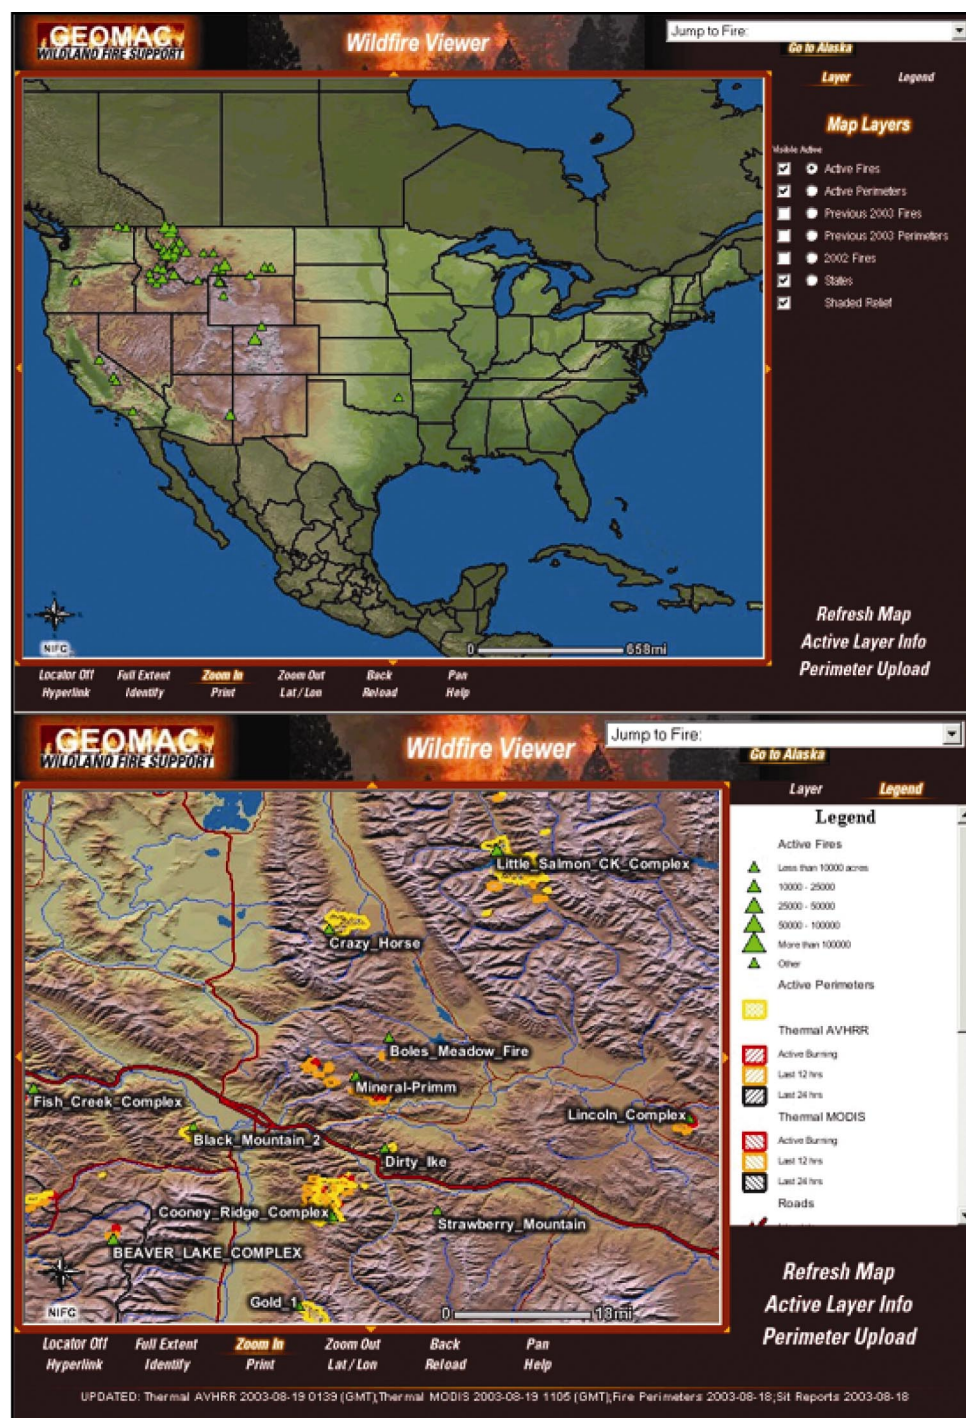 GEOMAC
WILDLAND FIRE SUPPORT
Wildfire Viewer
Jump to Fire:
Go to Alaska
Layer Legend
Map Layers
Visible Active
Active Fires
Active Perimeters
Previous 2003 Fires
Previous 2003 Perimeters
2002 Fires
States
Shaded Relief
NIFC
0 658mi
Refresh Map
Active Layer Info
Perimeter Upload
Locator Off Full Extent Zoom In Zoom Out Back Pan
Hyperlink Identify Print Lat/Lon Reload Help
GEOMAC
WILDLAND FIRE SUPPORT
Wildfire Viewer
Jump to Fire:
Go to Alaska
Layer Legend
Little_Salmon_CK_Complex
Crazy_Horse
Boles_Meadow_Fire
Mineral-Primm
Fish_Creek_Complex
Lincoln_Complex
Black_Mountain_2
Dirty_Ike
Cooney_Ridge_Complex
Strawberry_Mountain
BEAVER_LAKE_COMPLEX
Gold_1
NIFC
0 18mi
Legend
Active Fires
Less than 10000 acres
10000 - 25000
25000 - 50000
50000 - 100000
More than 100000
Other
Active Perimeters
Thermal AVHRR
Active Burning
Last 12 hrs
Last 24 hrs
Thermal MODIS
Active Burning
Last 12 hrs
Last 24 hrs
Roads
Refresh Map
Active Layer Info
Perimeter Upload
Locator Off Full Extent Zoom In Zoom Out Back Pan
Hyperlink Identify Print Lat/Lon Reload Help
UPDATED: Thermal AVHRR 2003-08-19 0139 (GMT);Thermal MODIS 2003-08-19 1105 (GMT);Fire Perimeters 2003-08-18;Sit Reports 2003-08-18